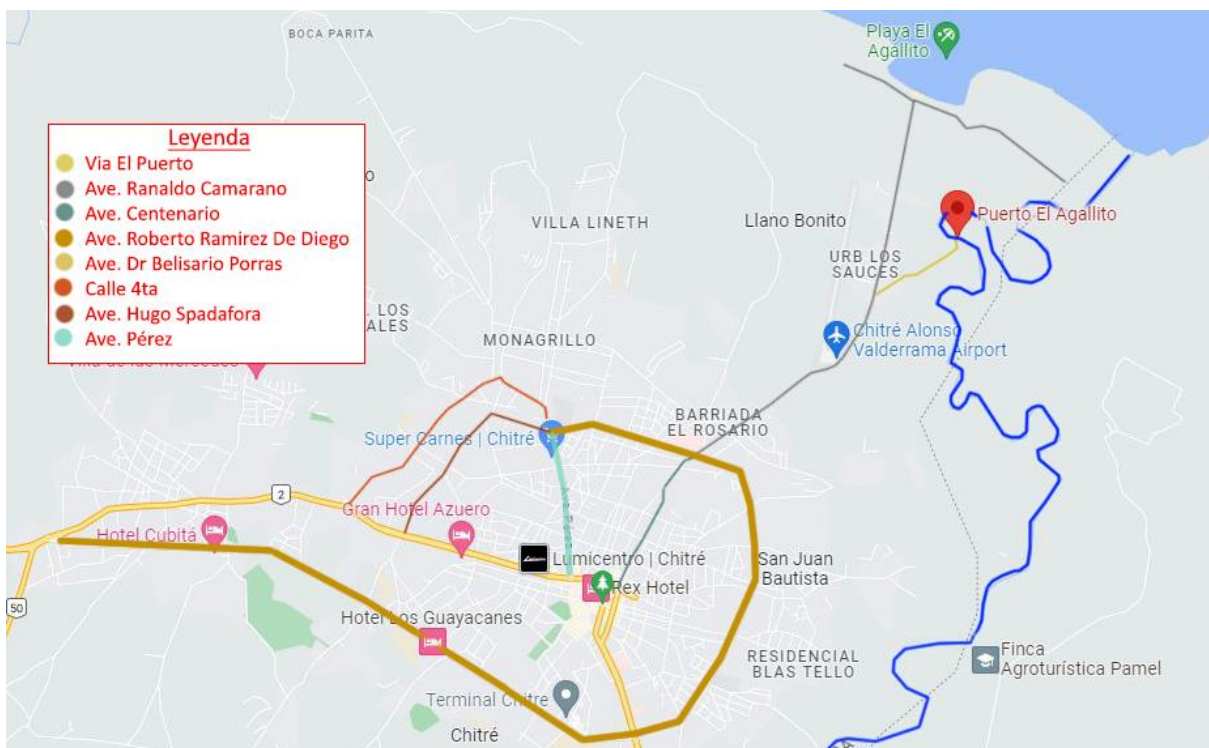 BOCA PARITA
Playa El
Agallito
Leyenda
Via El Puerto
Ave. Ranaldo Camarano
Ave. Centenario
Ave. Roberto Ramirez De Diego
Ave. Dr Belisario Porras
Calle 4ta
Ave. Hugo Spadafora
Ave. Pérez
VILLA LINETH
Llano Bonito
Puerto El Agallito
URB LOS
SAUCES
LOS
ALES
MONAGRILLO
Chitré Alonso
Valderrama Airport
BARRIADA
EL ROSARIO
Super Carnes | Chitré
2
Gran Hotel Azuero
Hotel Cubitá
Lumicentro | Chitré
San Juan
Bautista
Rex Hotel
50
Hotel Los Guayacanes
RESIDENCIAL
BLAS TELLO
Finca
Agroturística Pamel
Terminal Chitre
Chitré